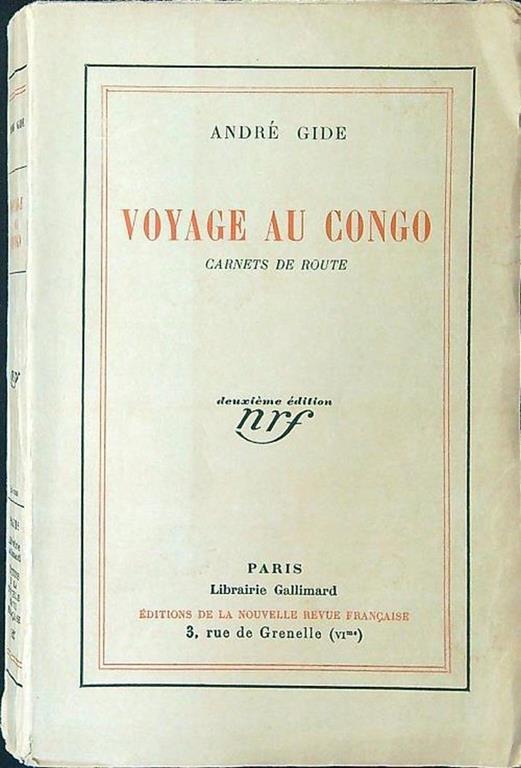 ANDRÉ GIDE
VOYAGE AU CONGO
CARNETS DE ROUTE
deuxième édition
nrf
PARIS
Librairie Gallimard
ÉDITIONS DE LA NOUVELLE REVUE FRANÇAISE
3, rue de Grenelle (VIme)